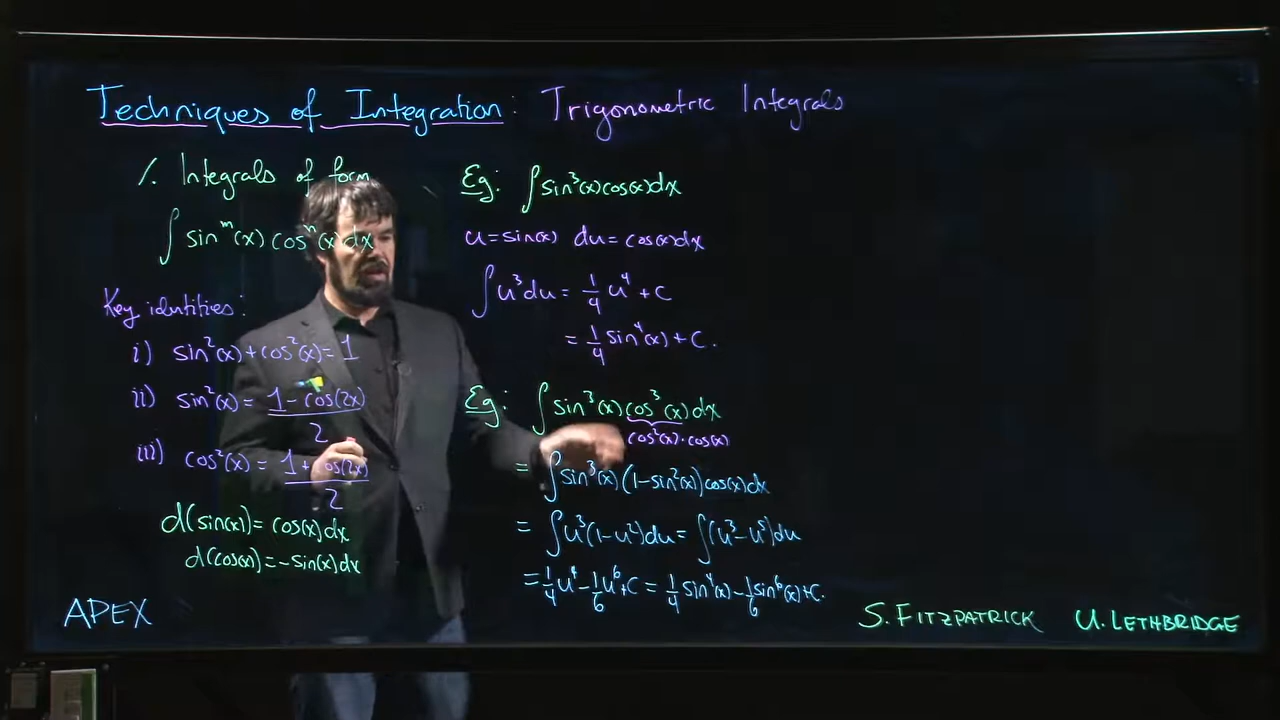 Techniques of Integration: Trigonometric Integrals
1. Integrals of form
∫ sin^m(x) cos^n(x) dx
Key identities:
i) sin²(x) + cos²(x) = 1
ii) sin²(x) = (1 - cos(2x))/2
iii) cos²(x) = (1 + cos(2x))/2
d(sin(x)) = cos(x)dx
d(cos(x)) = -sin(x)dx
Eg: ∫ sin³(x) cos(x) dx
u = sin(x) du = cos(x)dx
∫ u³ du = 1/4 u⁴ + C
= 1/4 sin⁴(x) + C.
Eg: ∫ sin³(x) cos³(x) dx
cos²(x)·cos(x)
= ∫ sin³(x) (1 - sin²(x)) cos(x) dx
= ∫ u³(1 - u²) du = ∫ (u³ - u⁵) du
= 1/4 u⁴ - 1/6 u⁶ + C = 1/4 sin⁴(x) - 1/6 sin⁶(x) + C.
APEX
S. FITZPATRICK U. LETHBRIDGE